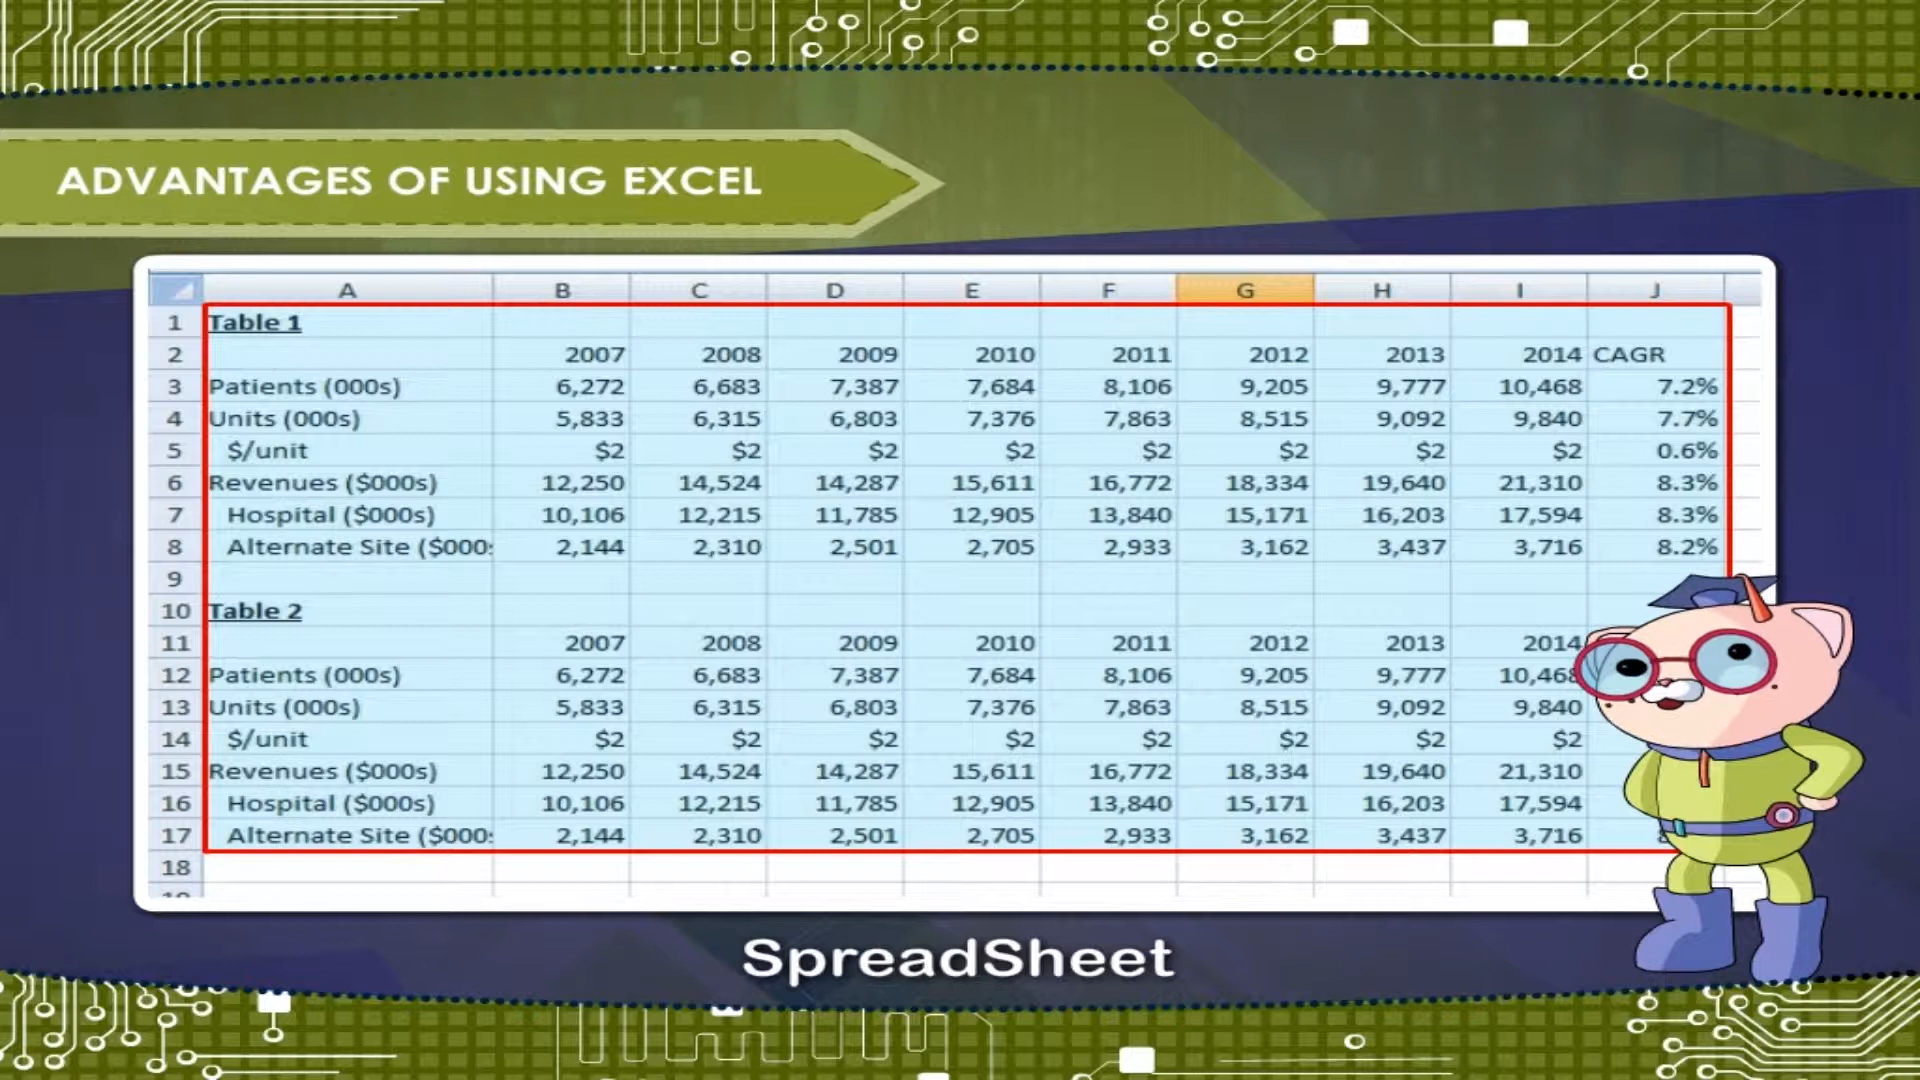 ADVANTAGES OF USING EXCEL
A B C D E F G H I J
1 Table 1
2 2007 2008 2009 2010 2011 2012 2013 2014 CAGR
3 Patients (000s) 6,272 6,683 7,387 7,684 8,106 9,205 9,777 10,468 7.2%
4 Units (000s) 5,833 6,315 6,803 7,376 7,863 8,515 9,092 9,840 7.7%
5 $/unit $2 $2 $2 $2 $2 $2 $2 $2 0.6%
6 Revenues ($000s) 12,250 14,524 14,287 15,611 16,772 18,334 19,640 21,310 8.3%
7 Hospital ($000s) 10,106 12,215 11,785 12,905 13,840 15,171 16,203 17,594 8.3%
8 Alternate Site ($000 2,144 2,310 2,501 2,705 2,933 3,162 3,437 3,716 8.2%
9
10 Table 2
11 2007 2008 2009 2010 2011 2012 2013 2014
12 Patients (000s) 6,272 6,683 7,387 7,684 8,106 9,205 9,777 10,468
13 Units (000s) 5,833 6,315 6,803 7,376 7,863 8,515 9,092 9,840
14 $/unit $2 $2 $2 $2 $2 $2 $2 $2
15 Revenues ($000s) 12,250 14,524 14,287 15,611 16,772 18,334 19,640 21,310
16 Hospital ($000s) 10,106 12,215 11,785 12,905 13,840 15,171 16,203 17,594
17 Alternate Site ($000 2,144 2,310 2,501 2,705 2,933 3,162 3,437 3,716
18
SpreadSheet